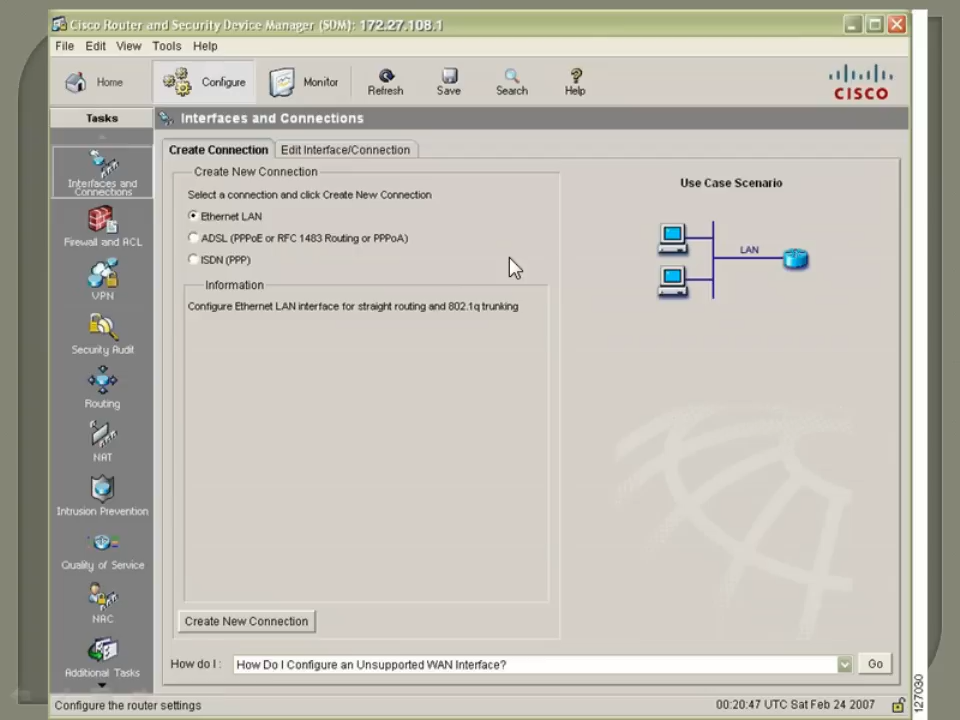 Cisco Router and Security Device Manager (SDM): 172.27.108.1
File Edit View Tools Help
Home Configure Monitor Refresh Save Search Help
CISCO
Tasks
Interfaces and Connections
Create Connection Edit Interface/Connection
Create New Connection
Select a connection and click Create New Connection
Ethernet LAN
ADSL (PPPoE or RFC 1483 Routing or PPPoA)
ISDN (PPP)
Information
Configure Ethernet LAN interface for straight routing and 802.1q trunking
Use Case Scenario
LAN
Interfaces and
Connections
Firewall and ACL
VPN
Security Audit
Routing
NAT
Intrusion Prevention
Quality of Service
NAC
Additional Tasks
Create New Connection
How do I : How Do I Configure an Unsupported WAN Interface? Go
Configure the router settings 00:20:47 UTC Sat Feb 24 2007
127030